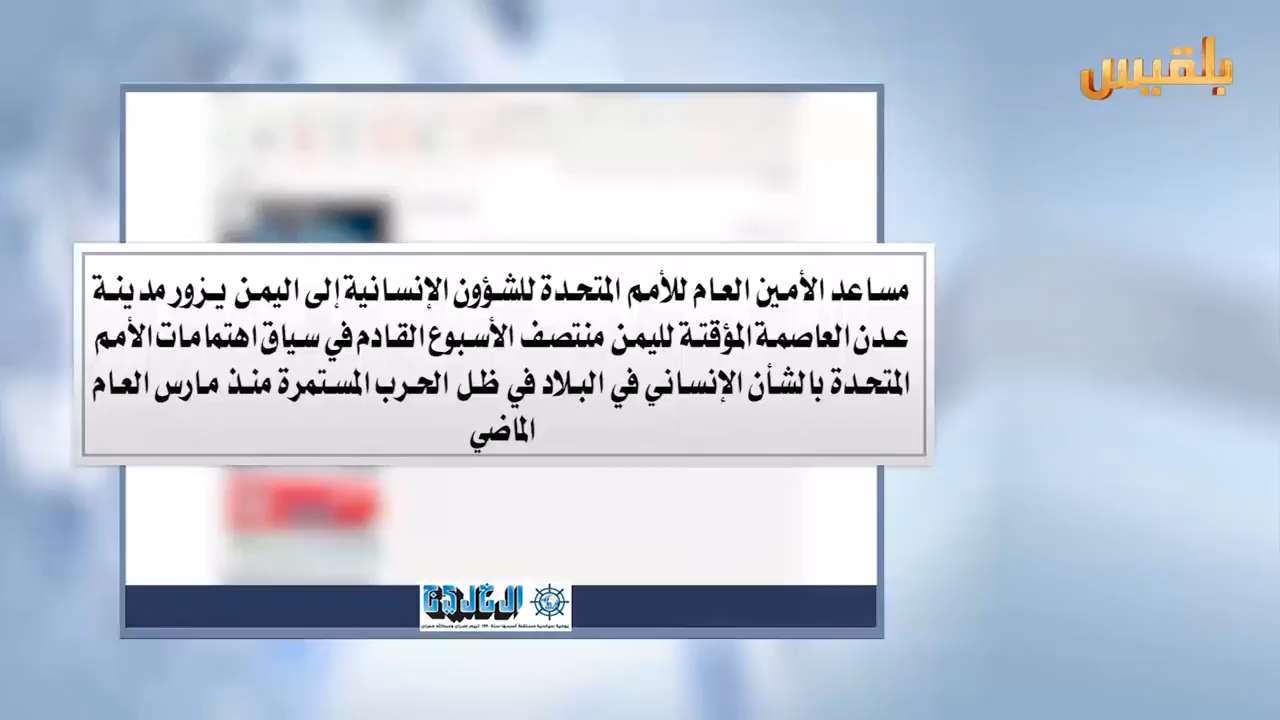 بلقيس
مساعد الأمين العام للأمم المتحدة للشؤون الإنسانية إلى اليمن يزور مدينة
عدن العاصمة المؤقتة لليمن منتصف الأسبوع القادم في سياق اهتمامات الأمم
المتحدة بالشأن الإنساني في البلاد في ظل الحرب المستمرة منذ مارس العام
الماضي
الخليج